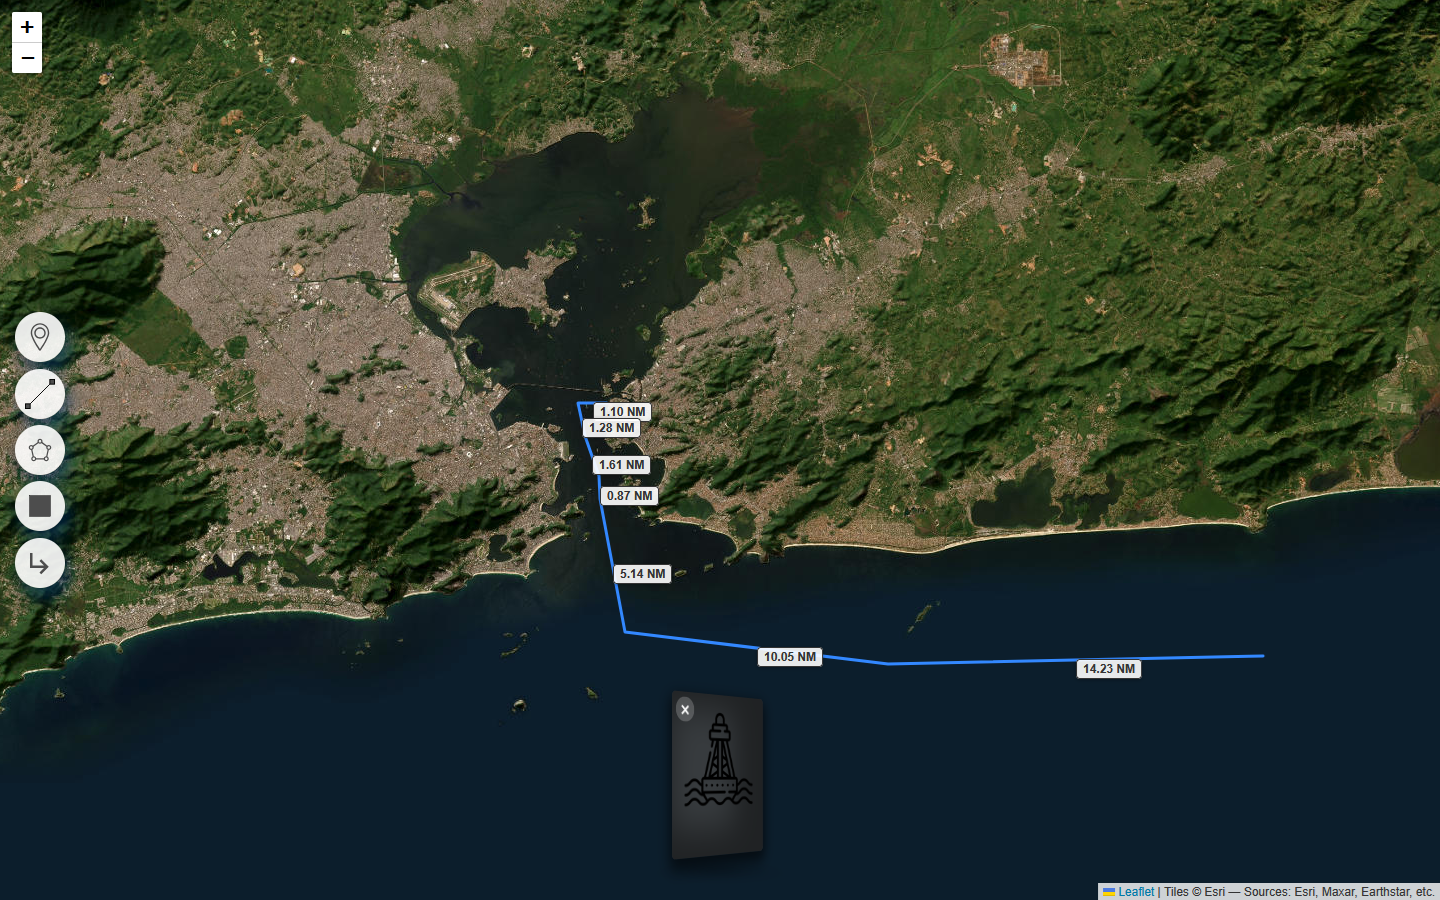 +
−
1.10 NM
1.28 NM
1.61 NM
0.87 NM
5.14 NM
10.05 NM
14.23 NM
×
Leaflet | Tiles © Esri — Sources: Esri, Maxar, Earthstar, etc.